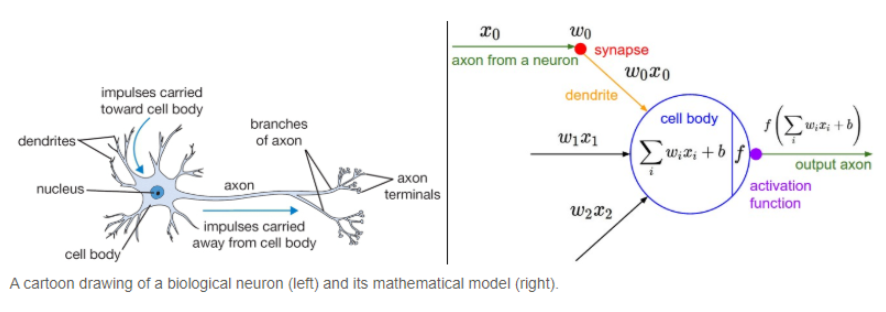 impulses carried
toward cell body
dendrites
nucleus
cell body
branches
of axon
axon
axon
terminals
impulses carried
away from cell body
x₀
w₀
synapse
axon from a neuron
w₀x₀
dendrite
cell body
w₁x₁
∑ᵢ wᵢxᵢ + b
f
f(∑ᵢ wᵢxᵢ + b)
output axon
activation
function
w₂x₂
A cartoon drawing of a biological neuron (left) and its mathematical model (right).